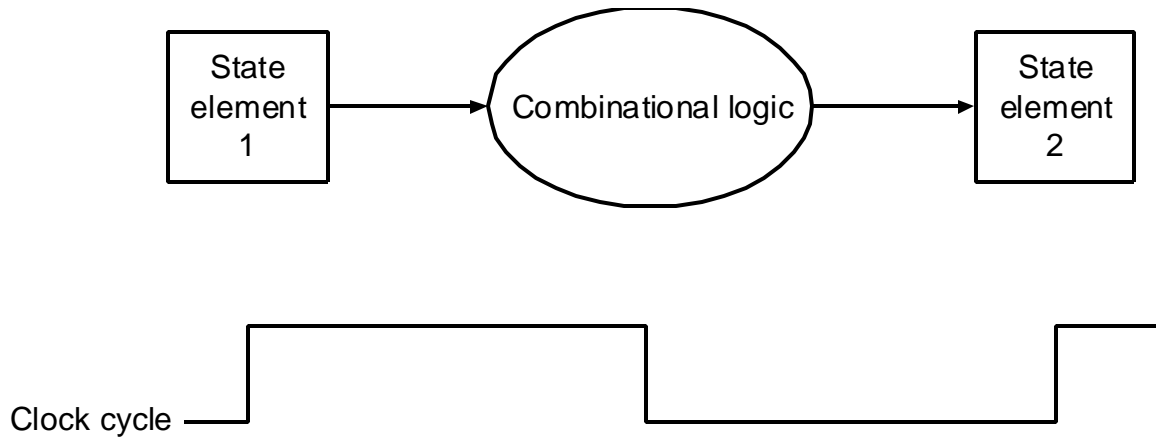 State
element
1
Combinational logic
State
element
2
Clock cycle